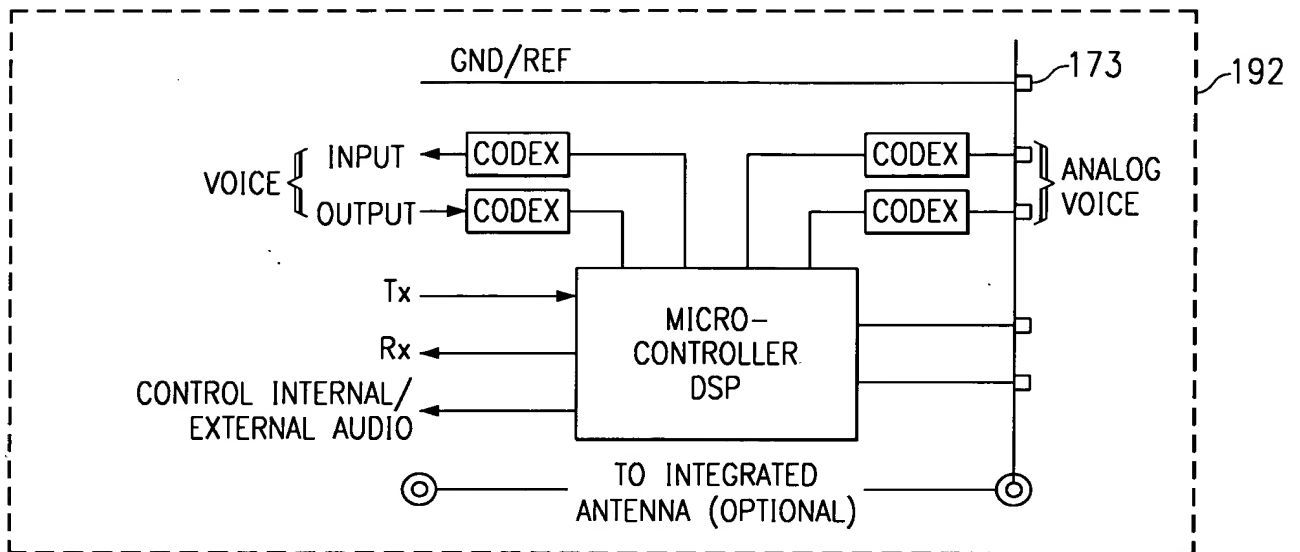 GND/REF
173
192
VOICE
INPUT
CODEX
CODEX
ANALOG
VOICE
OUTPUT
CODEX
CODEX
Tx
Rx
MICRO-
CONTROLLER
DSP
CONTROL INTERNAL/
EXTERNAL AUDIO
TO INTEGRATED
ANTENNA (OPTIONAL)